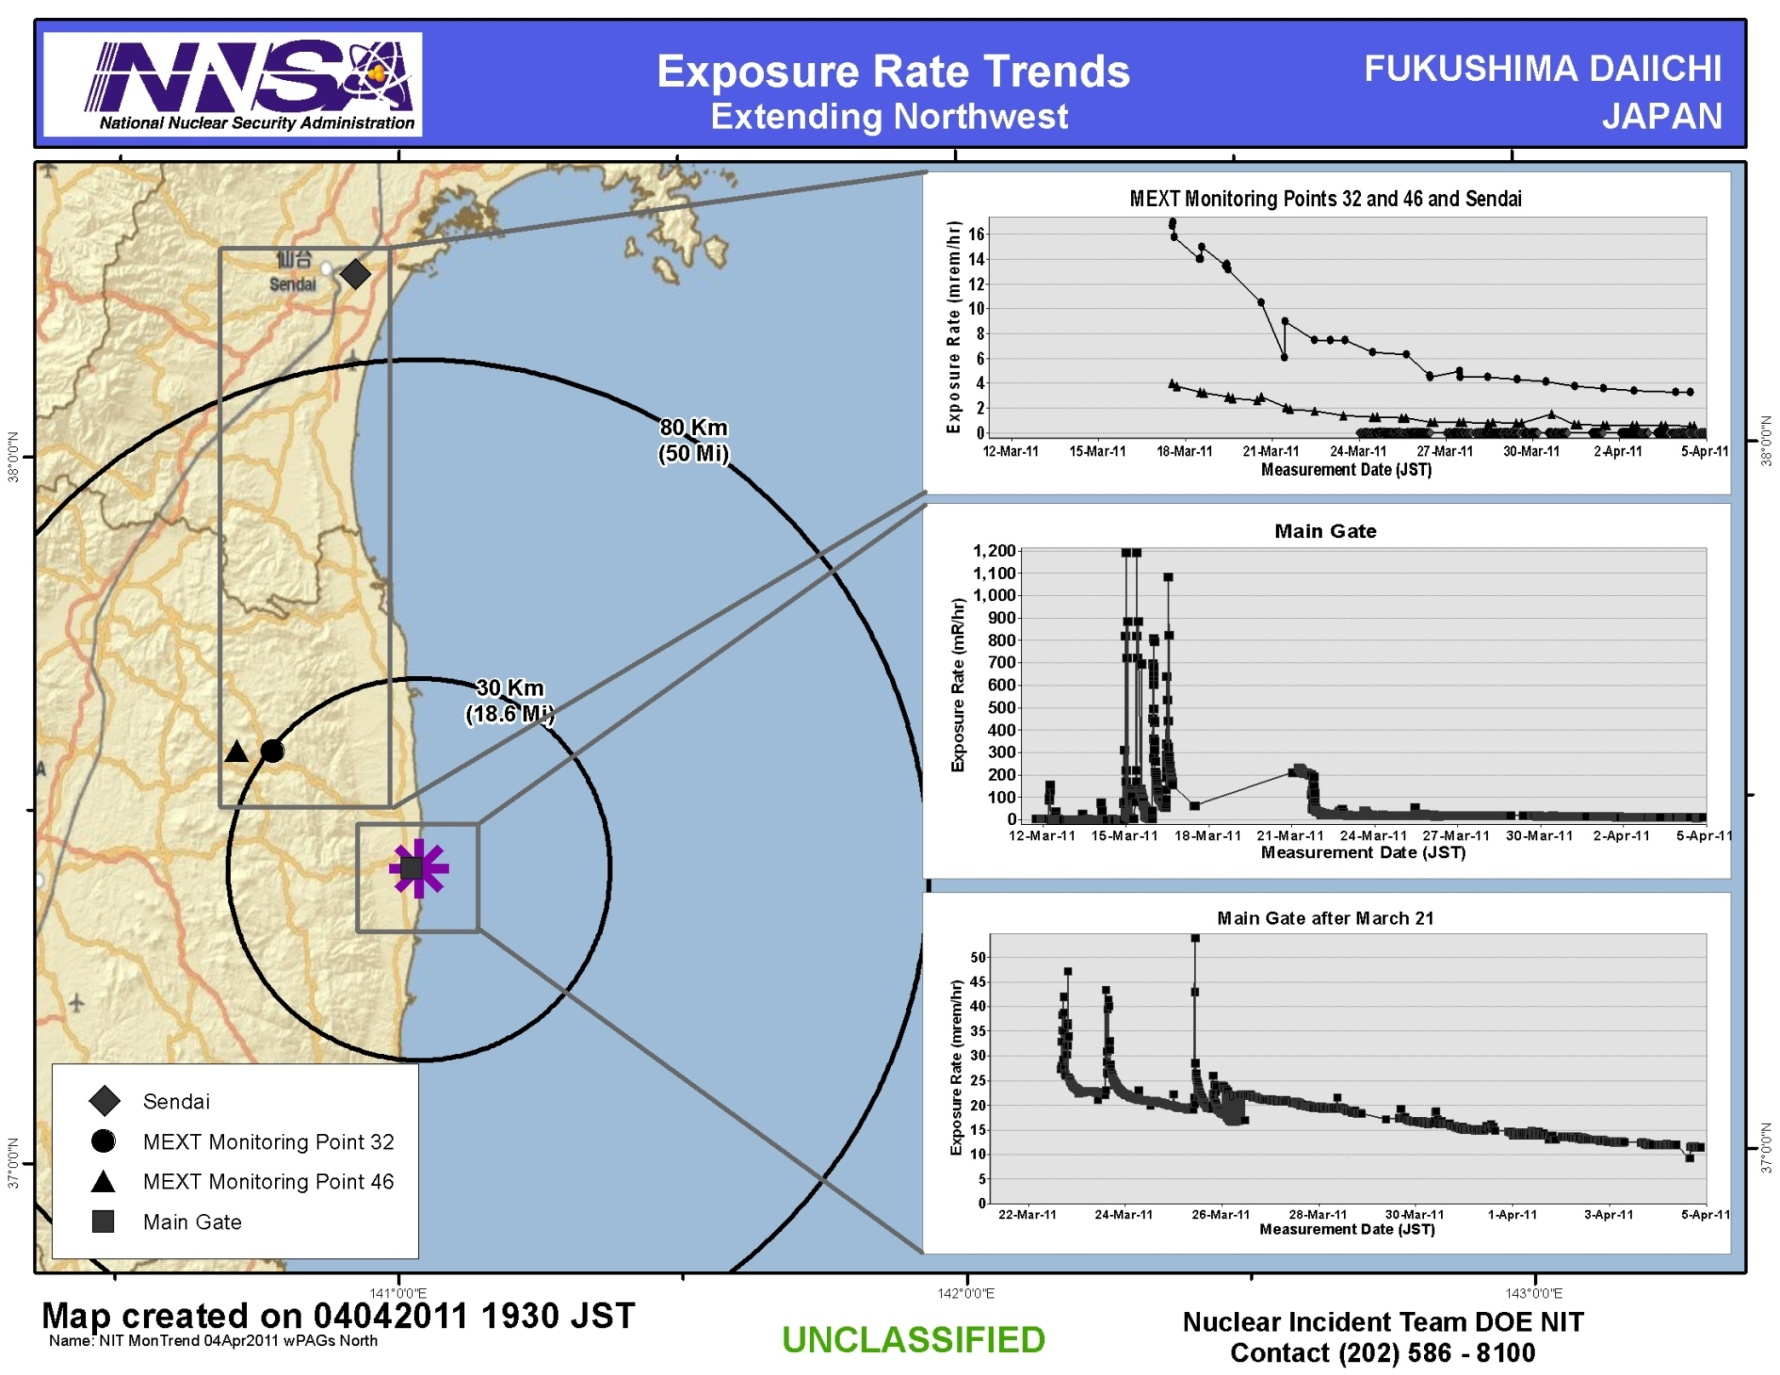 NNSA
National Nuclear Security Administration
Exposure Rate Trends
Extending Northwest
FUKUSHIMA DAIICHI
JAPAN
仙台
Sendai
80 Km
(50 Mi)
30 Km
(18.6 Mi)
38°0'0"N
37°0'0"N
38°0'0"N
37°0'0"N
141°0'0"E
142°0'0"E
143°0'0"E
A
MEXT Monitoring Points 32 and 46 and Sendai
Exposure Rate (mrem/hr)
16
14
12
10
8
6
4
2
0
12-Mar-11 15-Mar-11 18-Mar-11 21-Mar-11 24-Mar-11 27-Mar-11 30-Mar-11 2-Apr-11 5-Apr-11
Measurement Date (JST)
Main Gate
Exposure Rate (mR/hr)
1,200
1,100
1,000
900
800
700
600
500
400
300
200
100
0
12-Mar-11 15-Mar-11 18-Mar-11 21-Mar-11 24-Mar-11 27-Mar-11 30-Mar-11 2-Apr-11 5-Apr-11
Measurement Date (JST)
Main Gate after March 21
Exposure Rate (mrem/hr)
50
45
40
35
30
25
20
15
10
5
0
22-Mar-11 24-Mar-11 26-Mar-11 28-Mar-11 30-Mar-11 1-Apr-11 3-Apr-11 5-Apr-11
Measurement Date (JST)
Sendai
MEXT Monitoring Point 32
MEXT Monitoring Point 46
Main Gate
Map created on 04042011 1930 JST
Name: NIT MonTrend 04Apr2011 wPAGs North
UNCLASSIFIED
Nuclear Incident Team DOE NIT
Contact (202) 586 - 8100